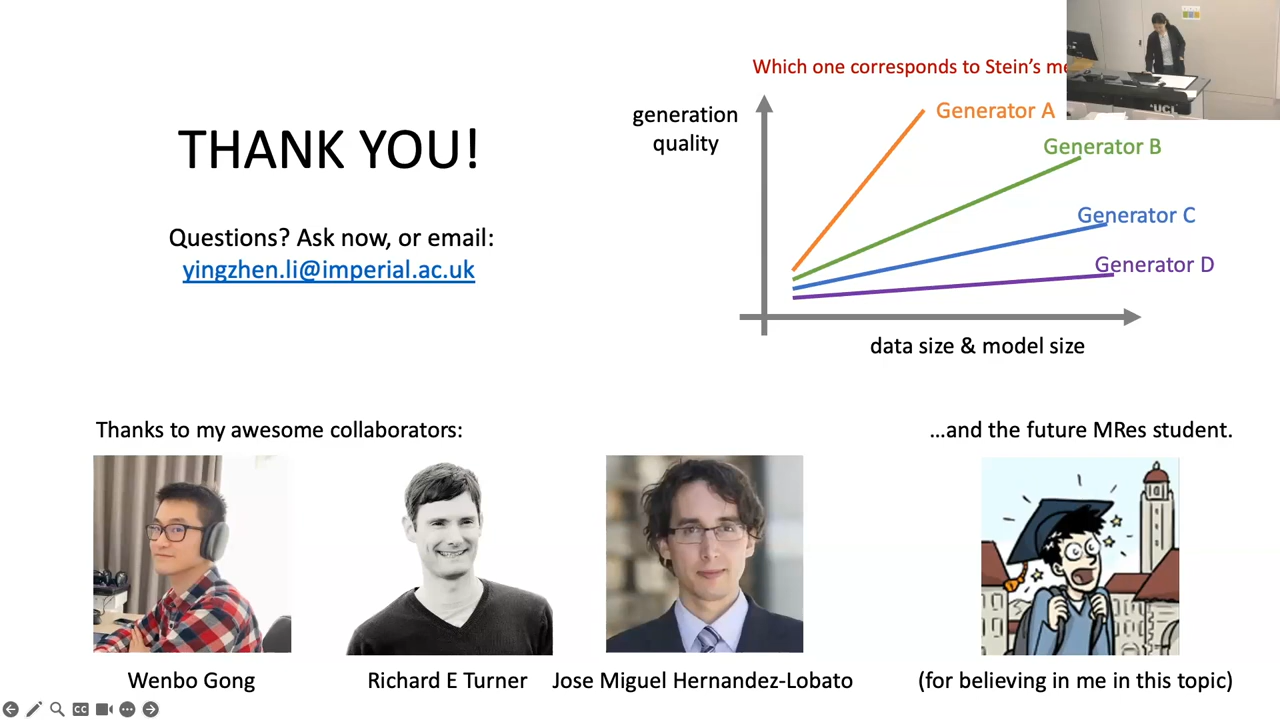 THANK YOU!
Questions? Ask now, or email:
yingzhen.li@imperial.ac.uk
Which one corresponds to Stein's
generation
quality
Generator A
Generator B
Generator C
Generator D
data size & model size
UCL
Thanks to my awesome collaborators:
...and the future MRes student.
Wenbo Gong
Richard E Turner
Jose Miguel Hernandez-Lobato
(for believing in me in this topic)
CC